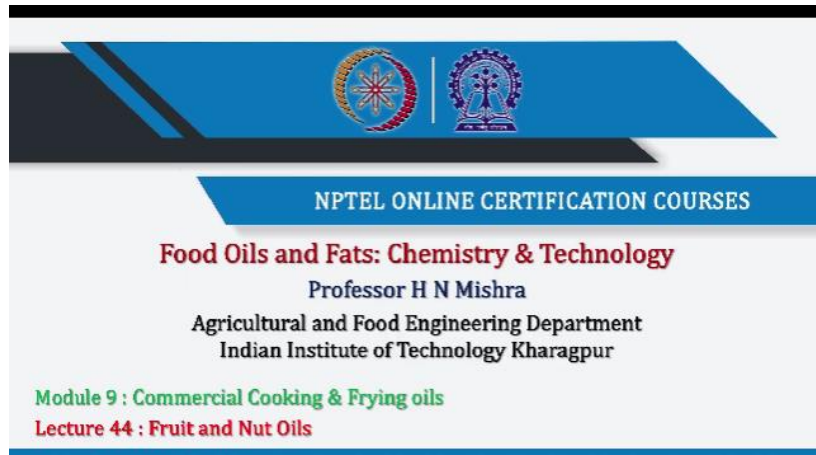 NPTEL ONLINE CERTIFICATION COURSES
Food Oils and Fats: Chemistry & Technology
Professor H N Mishra
Agricultural and Food Engineering Department
Indian Institute of Technology Kharagpur
Module 9 : Commercial Cooking & Frying oils
Lecture 44 : Fruit and Nut Oils